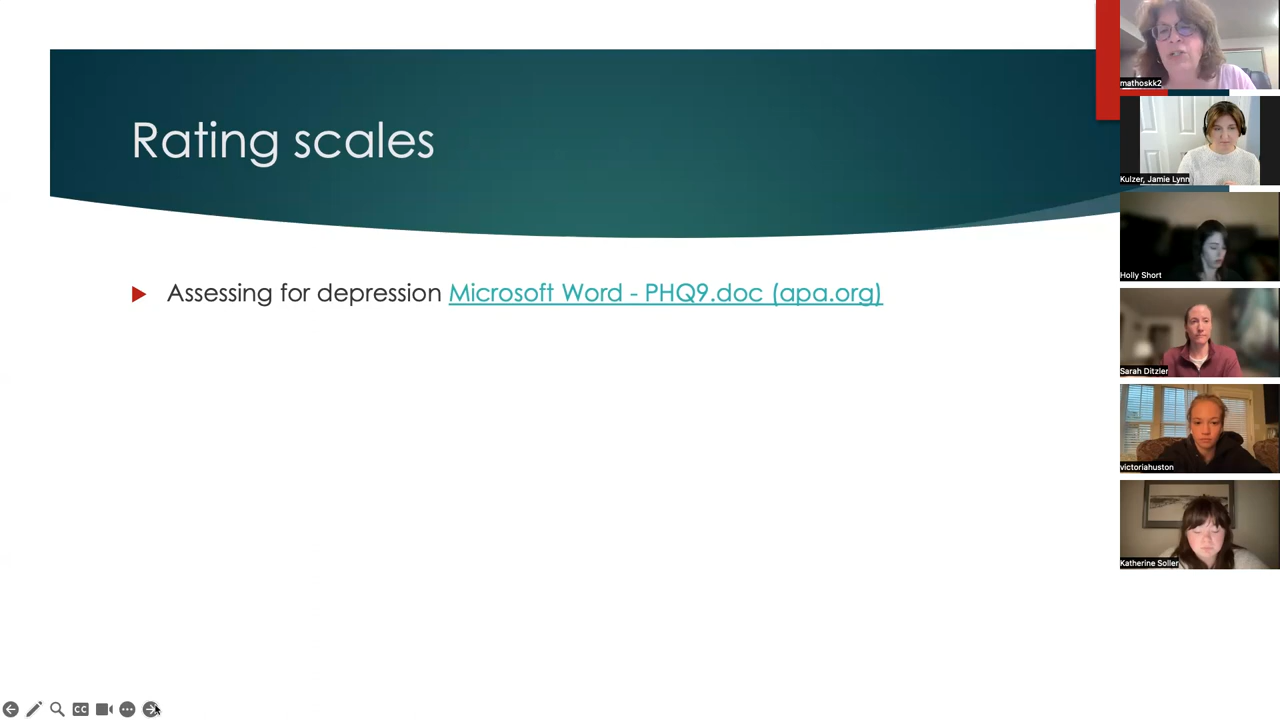 Rating scales
Assessing for depression Microsoft Word - PHQ9.doc (apa.org)
mathoskk2
Kulzer, Jamie Lynn
Holly Short
Sarah Ditzler
victoriahuston
Katherine Soller
CC